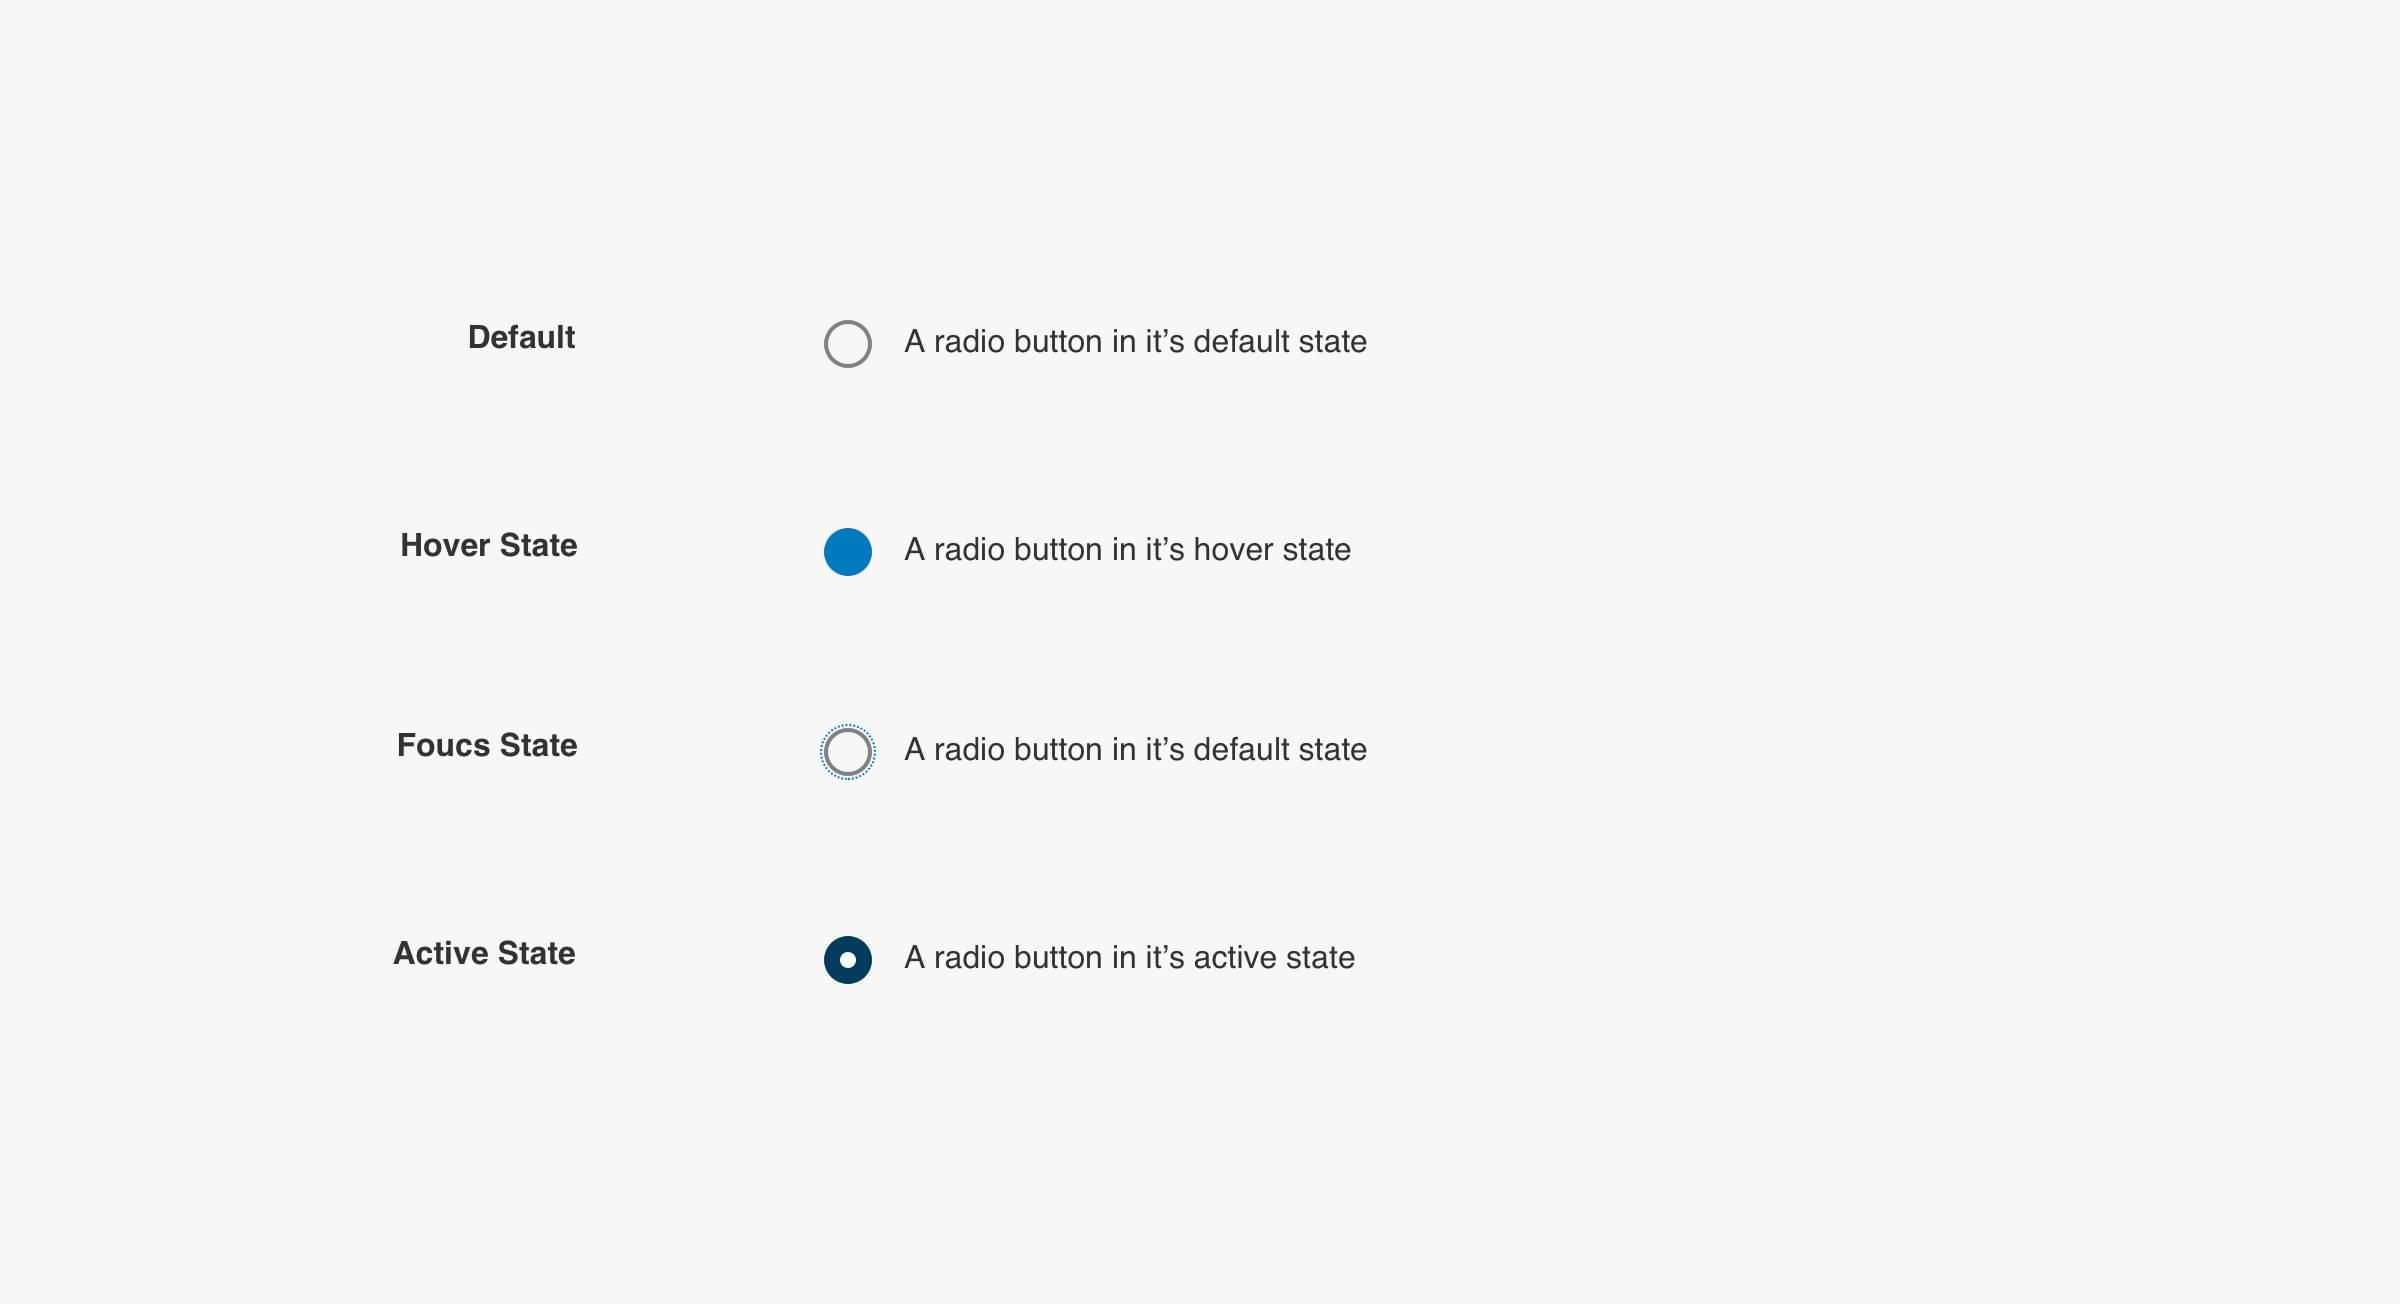 Default
A radio button in it’s default state
Hover State
A radio button in it’s hover state
Foucs State
A radio button in it’s default state
Active State
A radio button in it’s active state